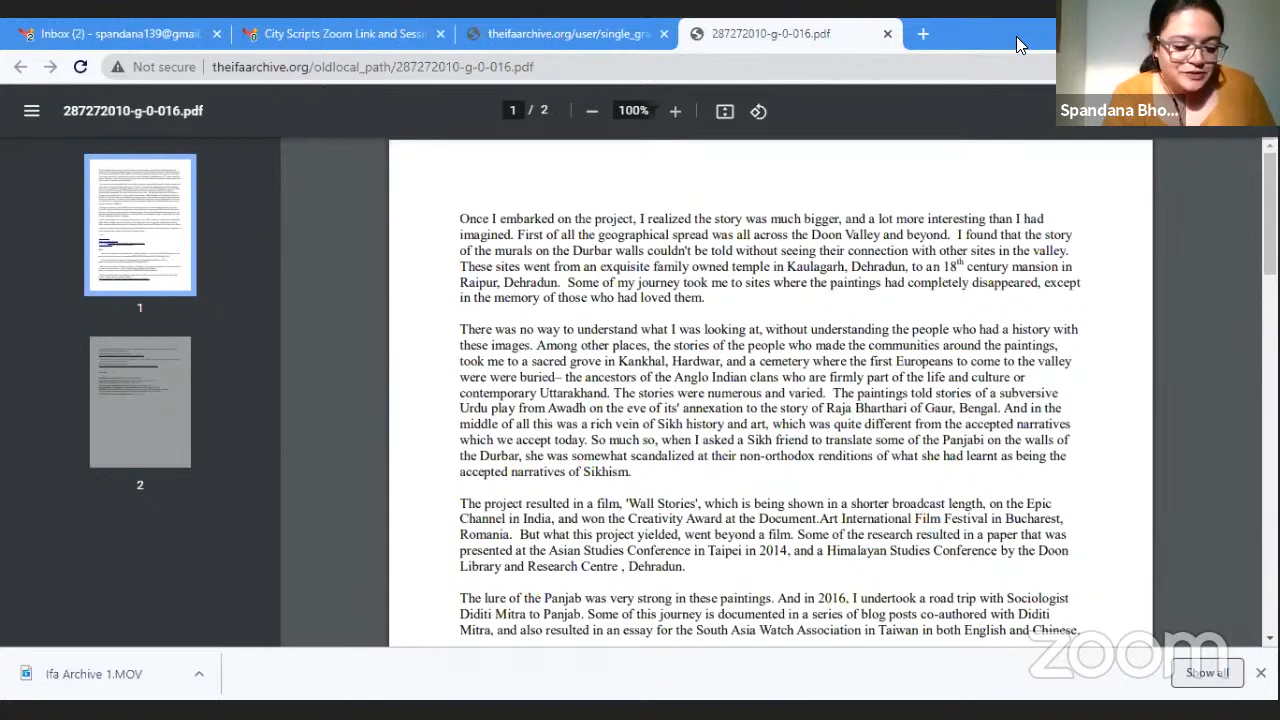 Inbox (2) - spandana139@gmail.
City Scripts Zoom Link and Sessi
theifaarchive.org/user/single_gra
287272010-g-0-016.pdf
Not secure
theifaarchive.org/oldlocal_path/287272010-g-0-016.pdf
Spandana Bho...
287272010-g-0-016.pdf
1 / 2
100%
Once I embarked on the project, I realized the story was much bigger, and a lot more interesting than I had
imagined. First of all the geographical spread was all across the Doon Valley and beyond. I found that the story
of the murals on the Durbar walls couldn't be told without seeing their connection with other sites in the valley.
These sites went from an exquisite family owned temple in Kaulagarh, Dehradun, to an 18th century mansion in
Raipur, Dehradun. Some of my journey took me to sites where the paintings had completely disappeared, except
in the memory of those who had loved them.
There was no way to understand what I was looking at, without understanding the people who had a history with
these images. Among other places, the stories of the people who made the communities around the paintings,
took me to a sacred grove in Kankhal, Hardwar, and a cemetery where the first Europeans to come to the valley
were were buried– the ancestors of the Anglo Indian clans who are firmly part of the life and culture or
contemporary Uttarakhand. The stories were numerous and varied. The paintings told stories of a subversive
Urdu play from Awadh on the eve of its' annexation to the story of Raja Bharthari of Gaur, Bengal. And in the
middle of all this was a rich vein of Sikh history and art, which was quite different from the accepted narratives
which we accept today. So much so, when I asked a Sikh friend to translate some of the Panjabi on the walls of
the Durbar, she was somewhat scandalized at their non-orthodox renditions of what she had learnt as being the
accepted narratives of Sikhism.
The project resulted in a film, 'Wall Stories', which is being shown in a shorter broadcast length, on the Epic
Channel in India, and won the Creativity Award at the Document.Art International Film Festival in Bucharest,
Romania. But what this project yielded, went beyond a film. Some of the research resulted in a paper that was
presented at the Asian Studies Conference in Taipei in 2014, and a Himalayan Studies Conference by the Doon
Library and Research Centre , Dehradun.
The lure of the Panjab was very strong in these paintings. And in 2016, I undertook a road trip with Sociologist
Diditi Mitra to Panjab. Some of this journey is documented in a series of blog posts co-authored with Diditi
Mitra, and also resulted in an essay for the South Asia Watch Association in Taiwan in both English and Chinese.
1
2
zoom
Ifa Archive 1.MOV
Show all